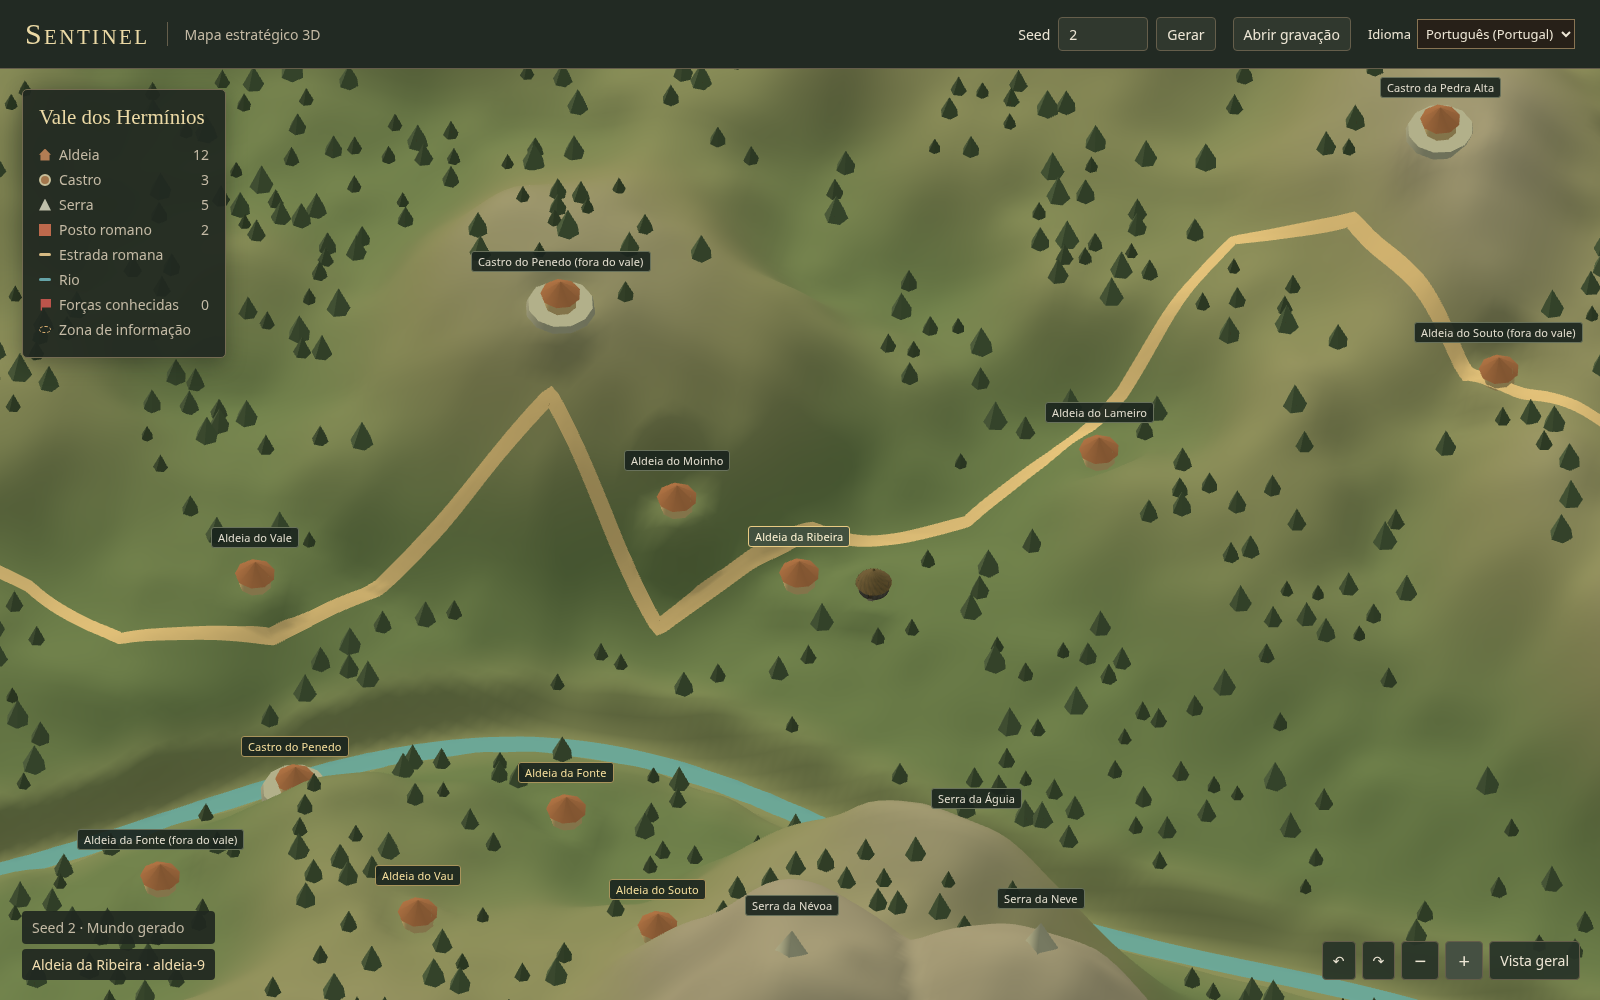 SENTINEL
Mapa estratégico 3D
Seed 2 Gerar Abrir gravação Idioma Português (Portugal)
Vale dos Hermínios
Aldeia 12
Castro 3
Serra 5
Posto romano 2
Estrada romana
Rio
Forças conhecidas 0
Zona de informação
Castro da Pedra Alta
Castro do Penedo (fora do vale)
Aldeia do Souto (fora do vale)
Aldeia do Lameiro
Aldeia do Moinho
Aldeia do Vale
Aldeia da Ribeira
Castro do Penedo
Aldeia da Fonte
Serra da Águia
Aldeia da Fonte (fora do vale)
Aldeia do Vau
Aldeia do Souto
Serra da Névoa
Serra da Neve
Seed 2 · Mundo gerado
Aldeia da Ribeira · aldeia-9
↶ ↷ − + Vista geral